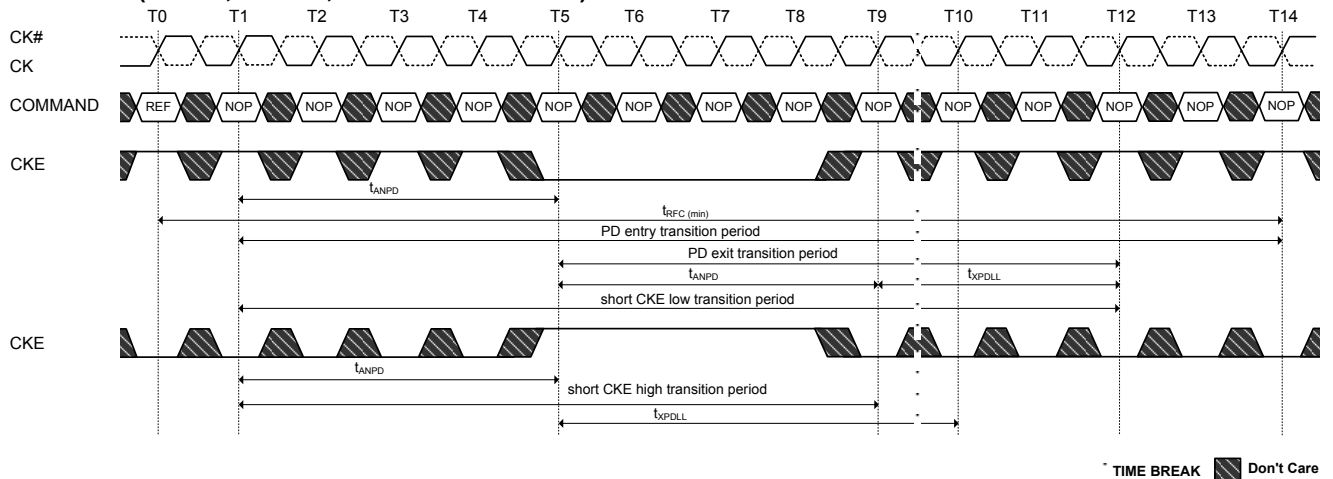 T0 T1 T2 T3 T4 T5 T6 T7 T8 T9 T10 T11 T12 T13 T14
CK#
CK
COMMAND REF NOP NOP NOP NOP NOP NOP NOP NOP NOP NOP NOP NOP NOP NOP
CKE
tANPD
tRFC (min)
PD entry transition period
PD exit transition period
tANPD tXPDLL
short CKE low transition period
CKE
tANPD
short CKE high transition period
tXPDLL
TIME BREAK Don't Care